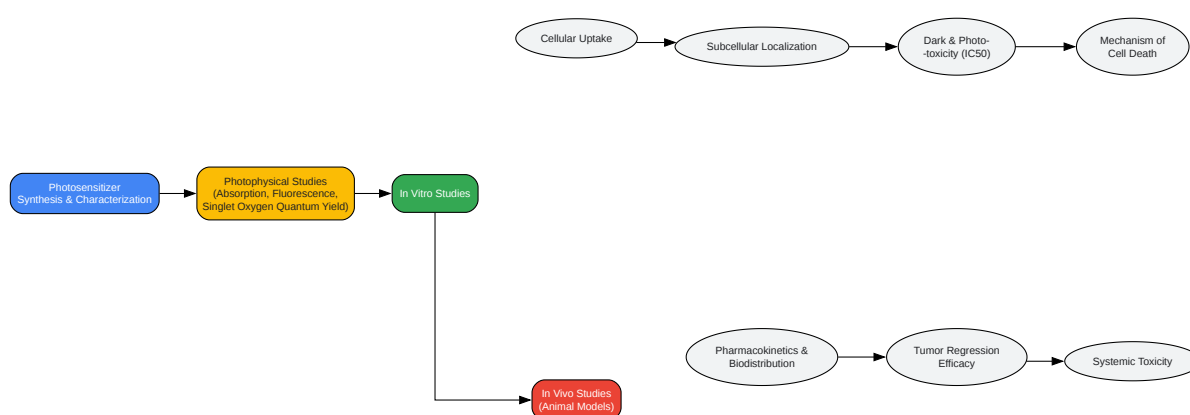 Cellular Uptake
Subcellular Localization
Dark & Photo-
-toxicity (IC50)
Mechanism of
Cell Death
Photosensitizer
Synthesis & Characterization
Photophysical Studies
(Absorption, Fluorescence,
Singlet Oxygen Quantum Yield)
In Vitro Studies
Pharmacokinetics &
Biodistribution
Tumor Regression
Efficacy
Systemic Toxicity
In Vivo Studies
(Animal Models)